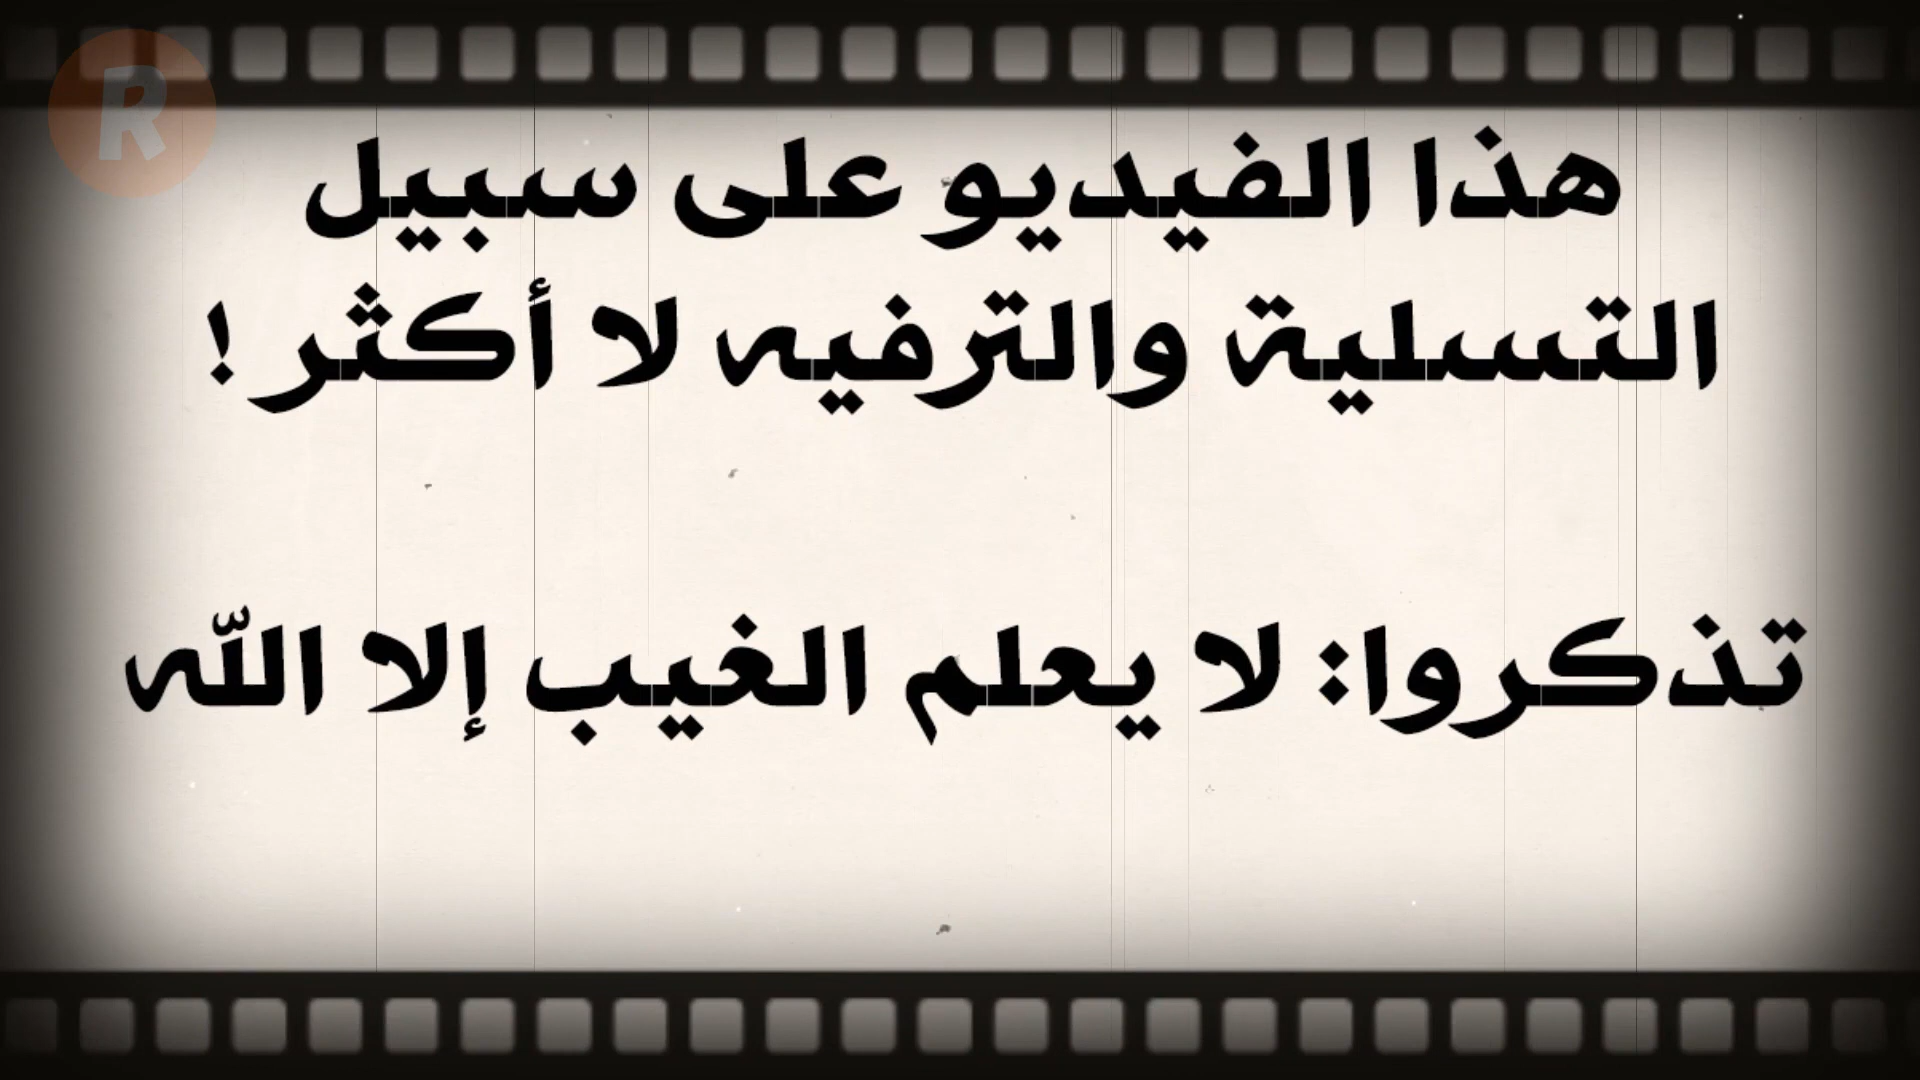 R
هذا الفيديو على سبيل
التسلية والترفيه لا أكثر !
تذكروا: لا يعلم الغيب إلا الله